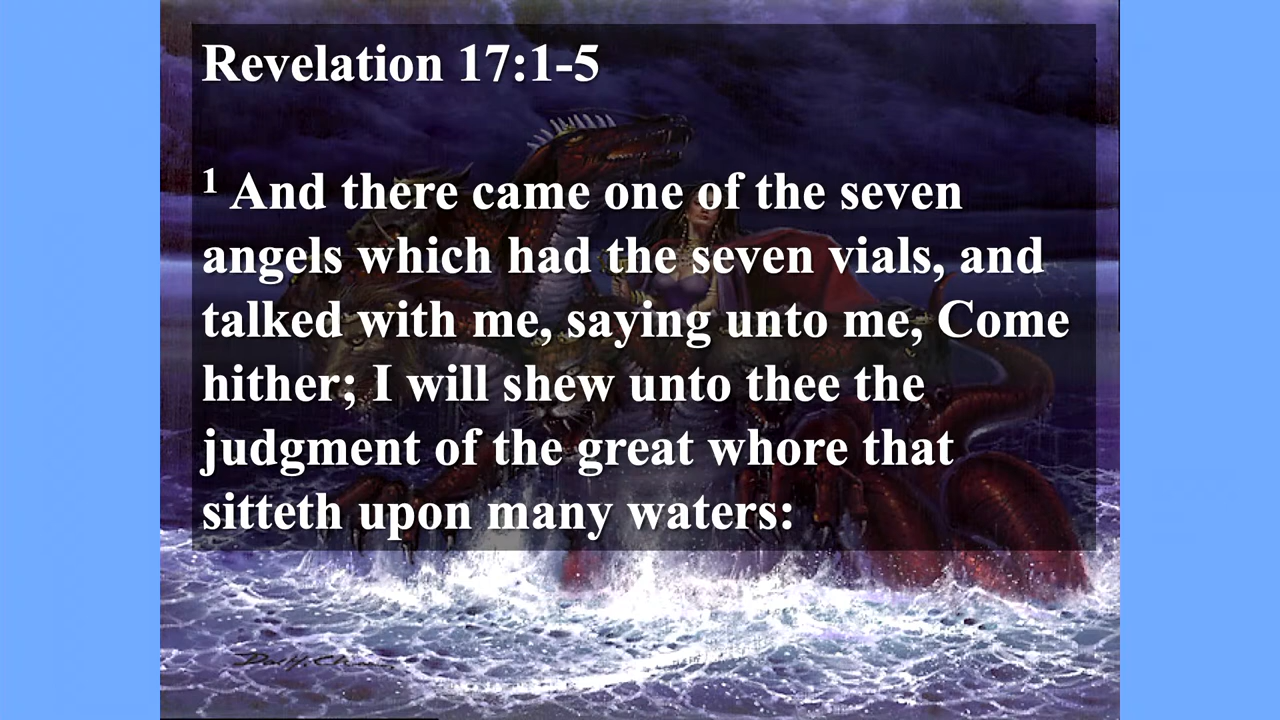 Revelation 17:1-5
1 And there came one of the seven
angels which had the seven vials, and
talked with me, saying unto me, Come
hither; I will shew unto thee the
judgment of the great whore that
sitteth upon many waters: